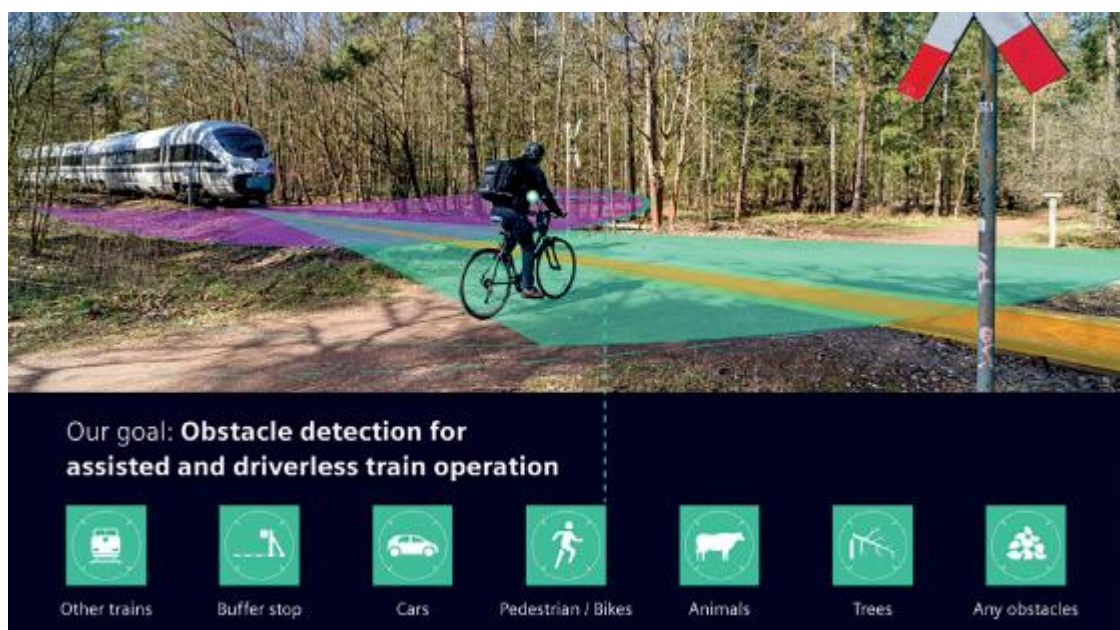 Our goal: Obstacle detection for
assisted and driverless train operation
Other trains
Buffer stop
Cars
Pedestrian / Bikes
Animals
Trees
Any obstacles